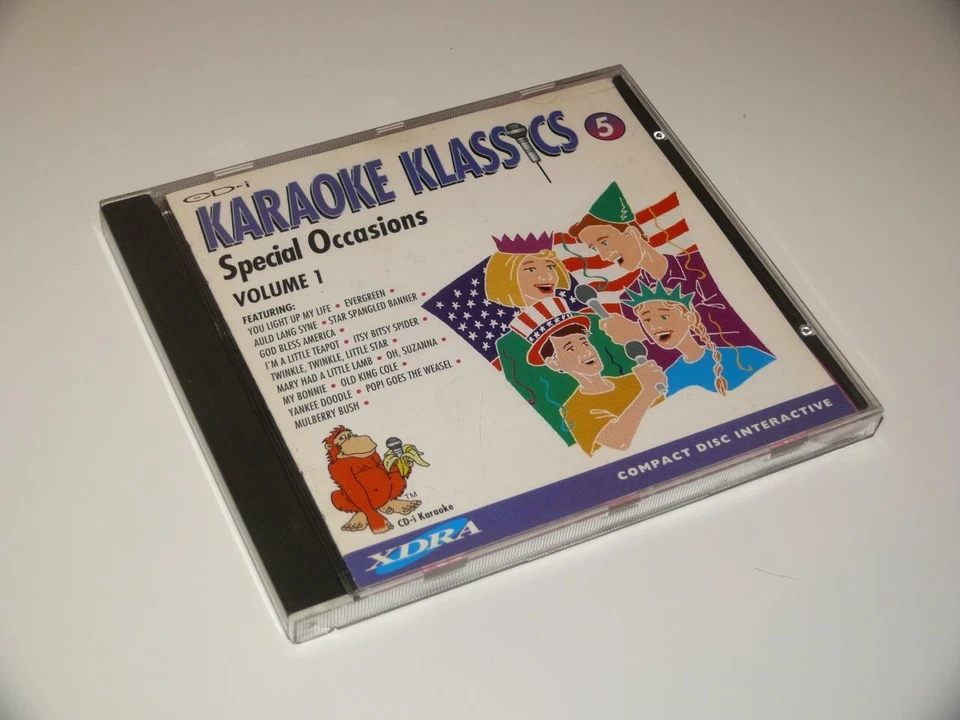 CD-i
KARAOKE KLASSICS 5
Special Occasions
VOLUME 1
FEATURING:
YOU LIGHT UP MY LIFE • EVERGREEN •
AULD LANG SYNE • STAR SPANGLED BANNER •
GOD BLESS AMERICA •
I'M A LITTLE TEAPOT • ITSY BITSY SPIDER •
TWINKLE, TWINKLE, LITTLE STAR •
MARY HAD A LITTLE LAMB • OH, SUZANNA •
MY BONNIE • OLD KING COLE •
YANKEE DOODLE • POP! GOES THE WEASEL •
MULBERRY BUSH •
TM
CD-i Karaoke
XDRA
COMPACT DISC INTERACTIVE